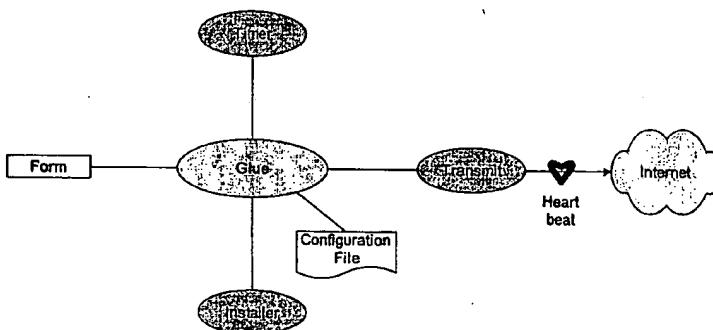 Timer
Form
Glue
Transmit
Internet
Heart
beat
Configuration
File
Installer